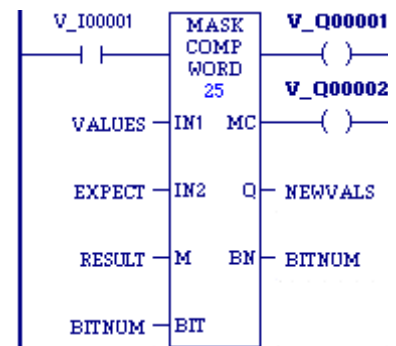 V_I00001 MASK V_Q00001
COMP
WORD
25 V_Q00002
VALUES IN1 MC
EXPECT IN2 Q NEWVALS
RESULT M BN BITNUM
BITNUM BIT